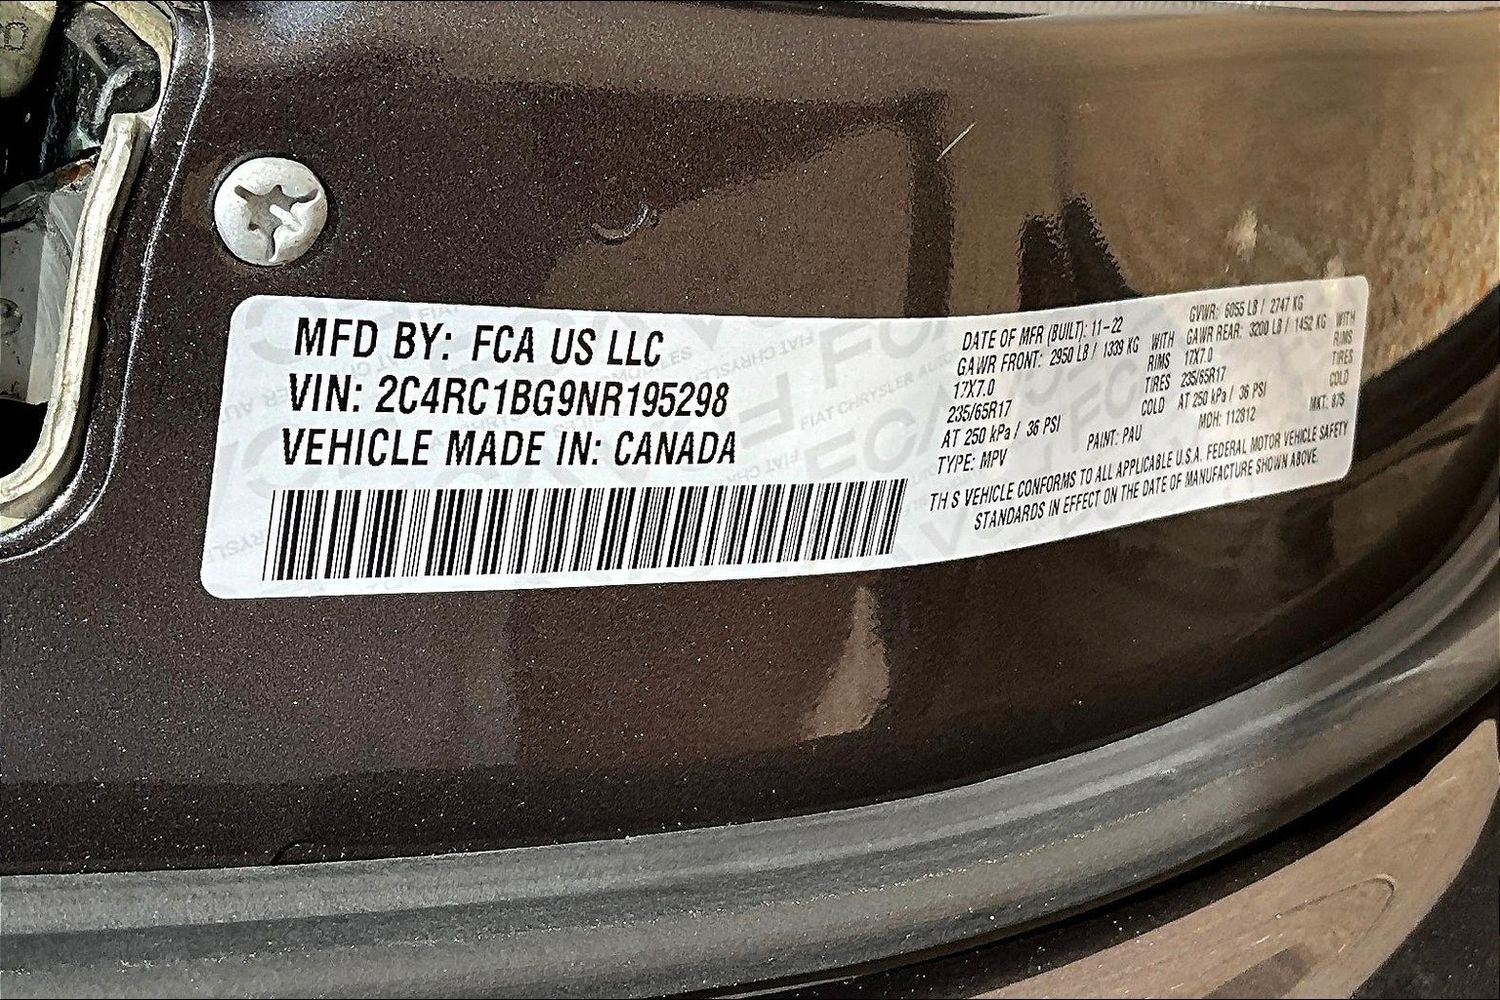 MFD BY: FCA US LLC
VIN: 2C4RC1BG9NR195298
VEHICLE MADE IN: CANADA
DATE OF MFR (BUILT): 11-22
GAWR FRONT: 2950 LB / 1339 KG WITH
17X7.0 RIMS
235/65R17 TIRES
AT 250 kPa / 36 PSI COLD
TYPE: MPV
PAINT: PAU
GVWR: 6055 LB / 2747 KG
GAWR REAR: 3200 LB / 1452 KG WITH
17X7.0 RIMS
235/65R17 TIRES
AT 250 kPa / 36 PSI COLD
MDH: 112812
TH S VEHICLE CONFORMS TO ALL APPLICABLE U.S.A. FEDERAL MOTOR VEHICLE SAFETY
STANDARDS IN EFFECT ON THE DATE OF MANUFACTURE SHOWN ABOVE.